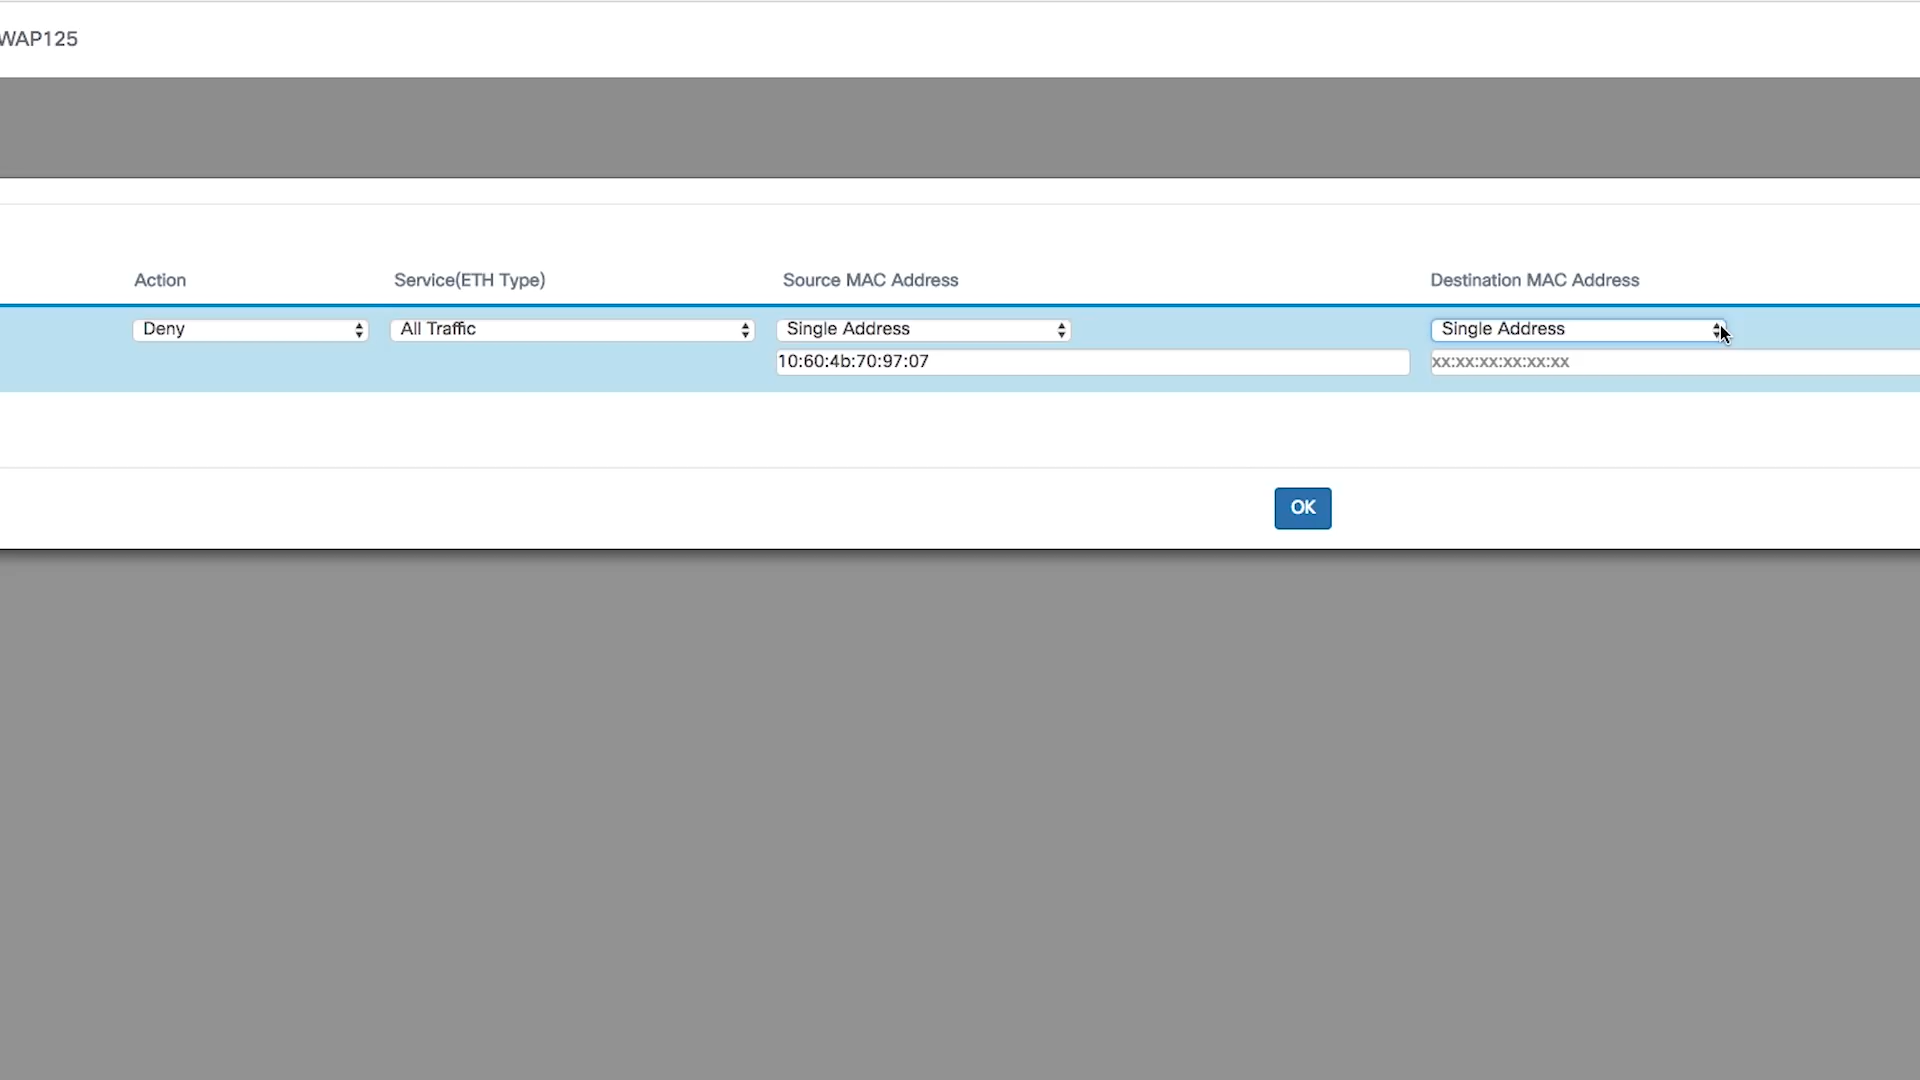 WAP125
Action Service(ETH Type) Source MAC Address Destination MAC Address
Deny All Traffic Single Address Single Address
10:60:4b:70:97:07 xx:xx:xx:xx:xx:xx
OK